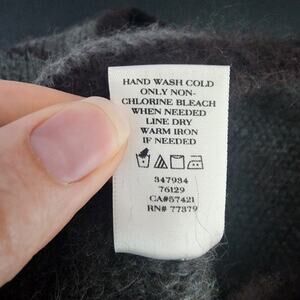 HAND WASH COLD
ONLY NON-
CHLORINE BLEACH
WHEN NEEDED
LINE DRY
WARM IRON
IF NEEDED
347934
76129
CA#57421
RN# 77379